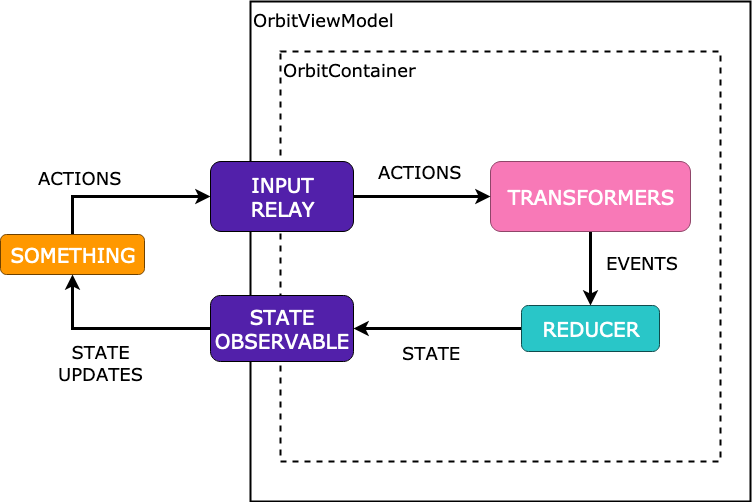 OrbitViewModel
OrbitContainer
ACTIONS
INPUT
RELAY
ACTIONS
TRANSFORMERS
SOMETHING
EVENTS
STATE
OBSERVABLE
REDUCER
STATE
UPDATES
STATE